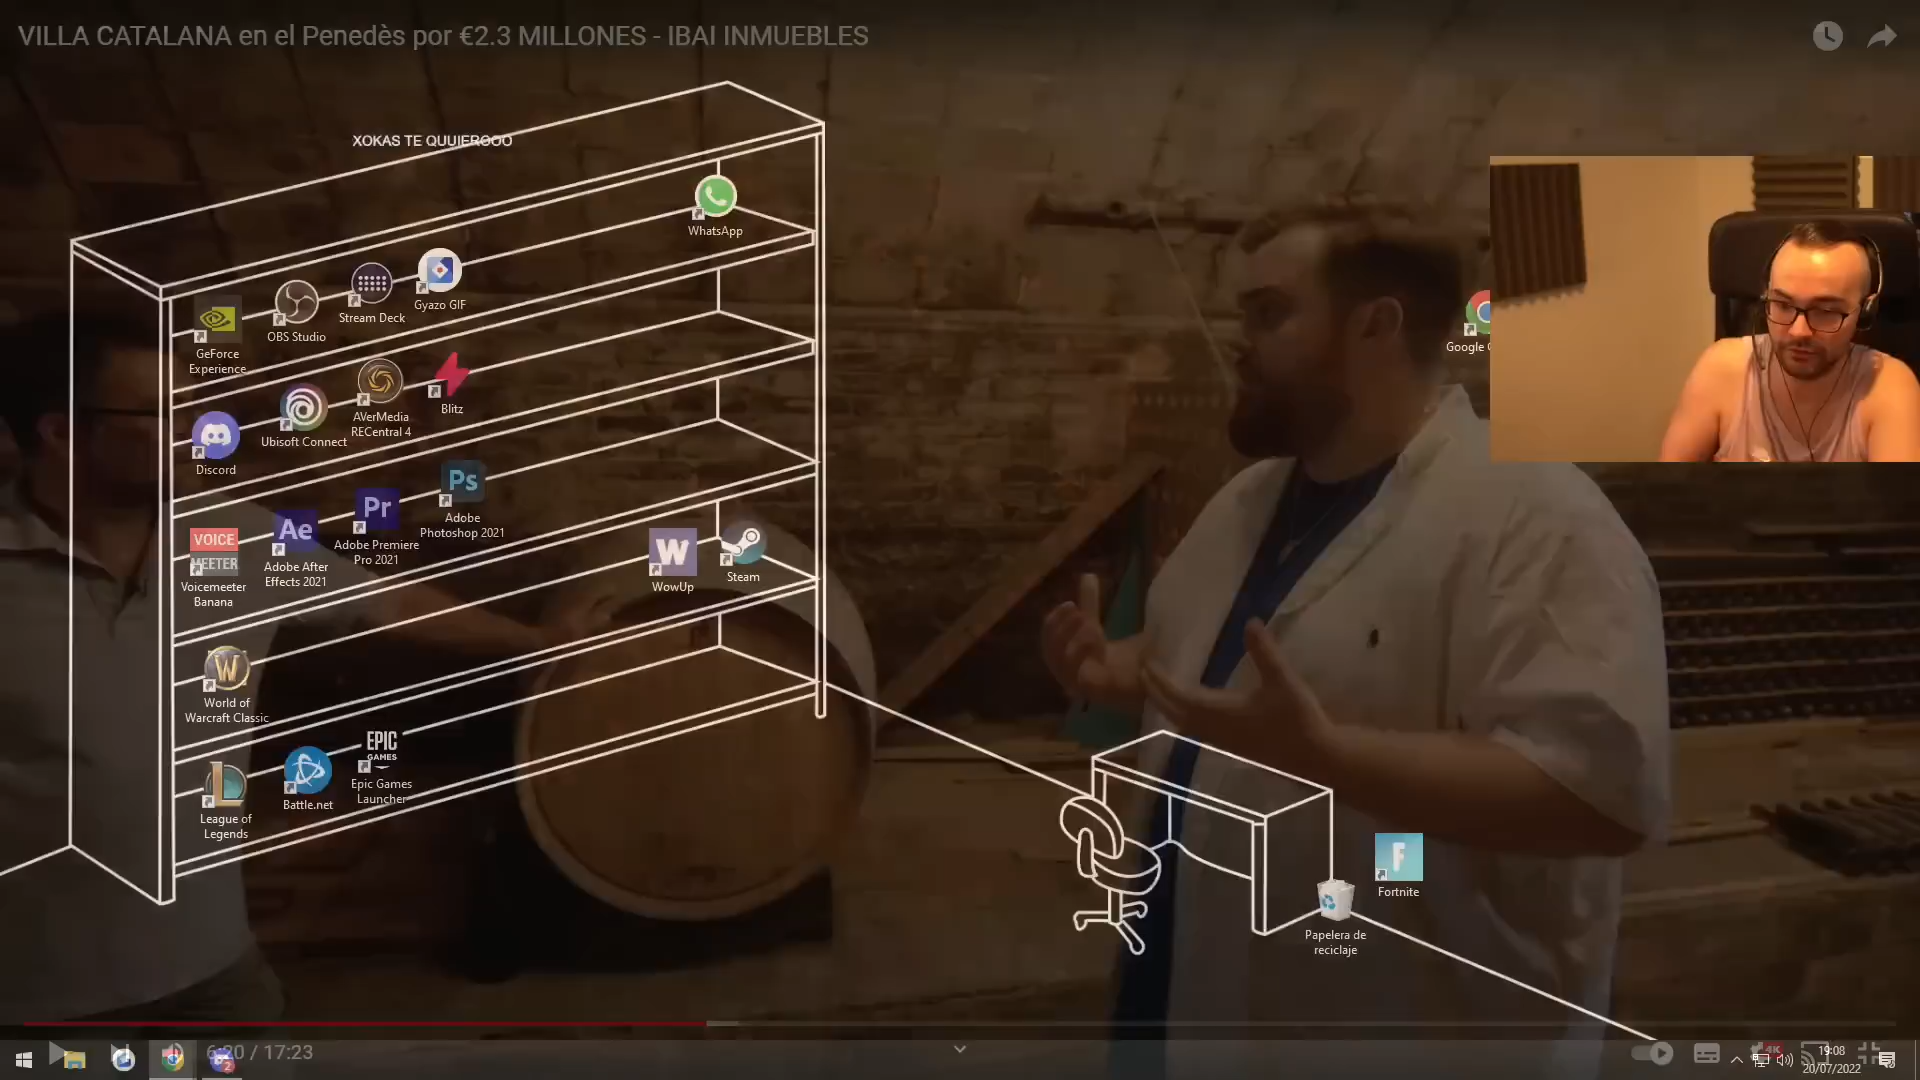 VILLA CATALANA en el Penedès por €2.3 MILLONES - IBAI INMUEBLES
XOKAS TE QUUIEROOO
WhatsApp
Gyazo GIF
Stream Deck
OBS Studio
GeForce
Experience
Google
Blitz
AVerMedia
RECentral 4
Ubisoft Connect
Discord
Ps
Adobe
Photoshop 2021
Pr
Adobe Premiere
Pro 2021
Ae
Adobe After
Effects 2021
VOICE
MEETER
Voicemeeter
Banana
W
WowUp
Steam
W
World of
Warcraft Classic
EPIC
GAMES
Epic Games
Launcher
Battle.net
L
League of
Legends
F
Fortnite
Papelera de
reciclaje
6:20 / 17:23
2
4K
19:08
20/07/2022